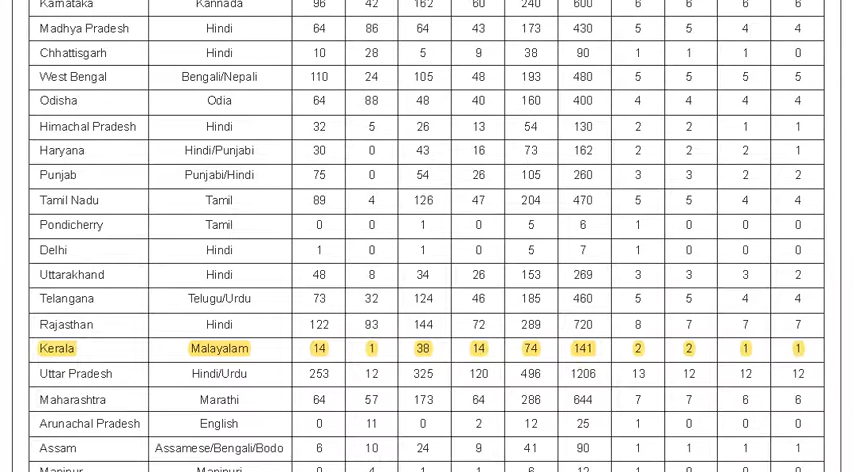 Karnataka Kannada 96 42 162 60 240 600 6 6 6 6
Madhya Pradesh Hindi 64 86 64 43 173 430 5 5 4 4
Chhattisgarh Hindi 10 28 5 9 38 90 1 1 1 0
West Bengal Bengali/Nepali 110 24 105 48 193 480 5 5 5 5
Odisha Odia 64 88 48 40 160 400 4 4 4 4
Himachal Pradesh Hindi 32 5 26 13 54 130 2 2 1 1
Haryana Hindi/Punjabi 30 0 43 16 73 162 2 2 2 1
Punjab Punjabi/Hindi 75 0 54 26 105 260 3 3 2 2
Tamil Nadu Tamil 89 4 126 47 204 470 5 5 4 4
Pondicherry Tamil 0 0 1 0 5 6 1 0 0 0
Delhi Hindi 1 0 1 0 5 7 1 0 0 0
Uttarakhand Hindi 48 8 34 26 153 269 3 3 3 2
Telangana Telugu/Urdu 73 32 124 46 185 460 5 5 4 4
Rajasthan Hindi 122 93 144 72 289 720 8 7 7 7
Kerala Malayalam 14 1 38 14 74 141 2 2 1 1
Uttar Pradesh Hindi/Urdu 253 12 325 120 496 1206 13 12 12 12
Maharashtra Marathi 64 57 173 64 286 644 7 7 6 6
Arunachal Pradesh English 0 11 0 2 12 25 1 0 0 0
Assam Assamese/Bengali/Bodo 6 10 24 9 41 90 1 1 1 1
Manipur Manipuri 0 4 1 1 6 12 1 0 0 0